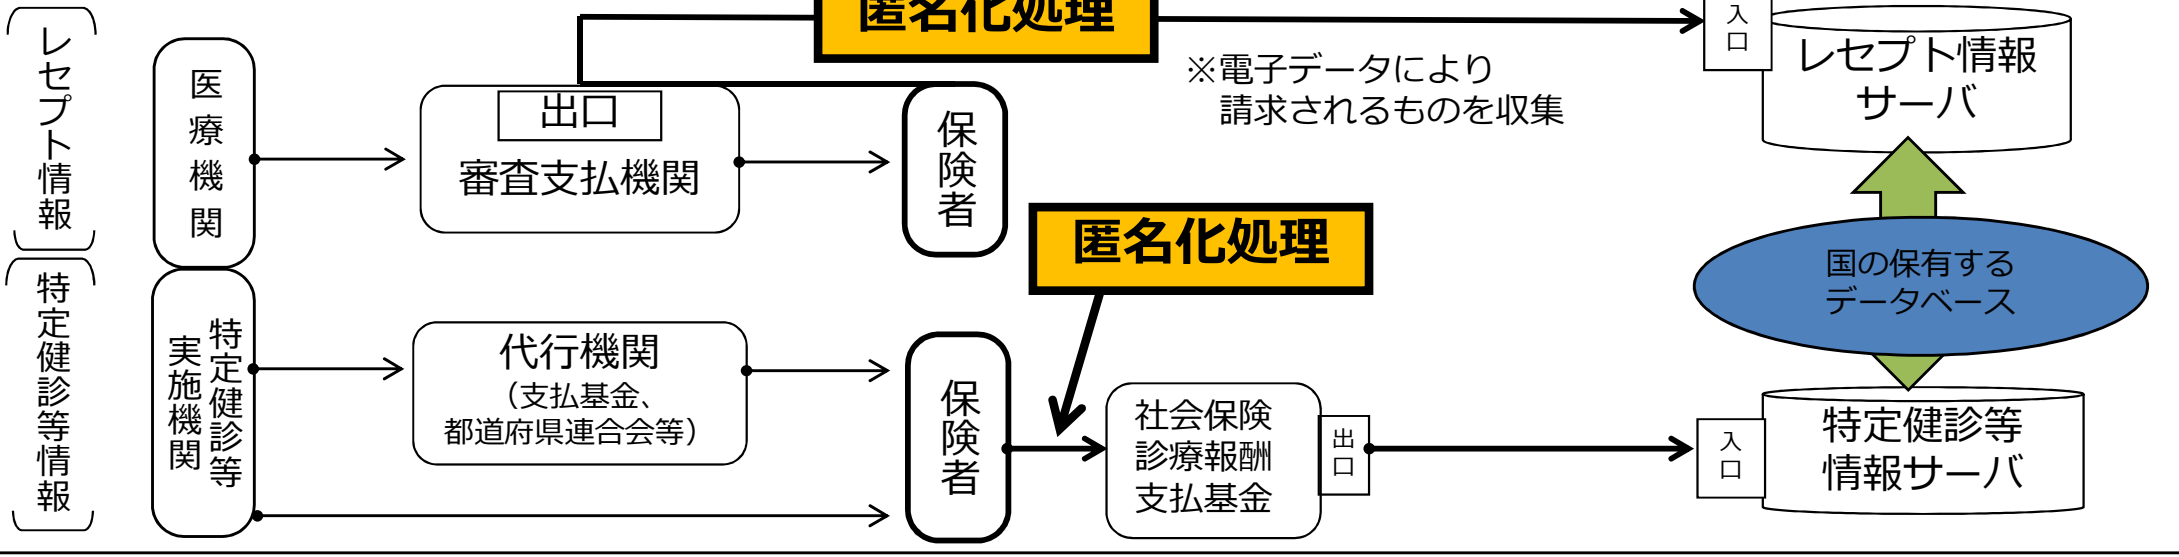 レセプト情報
医療機関
出口
審査支払機関
保険者
匿名化処理
※電子データにより
請求されるものを収集
入口
レセプト情報
サーバ
国の保有する
データベース
特定健診等情報
特定健診等
実施機関
代行機関
（支払基金、
都道府県連合会等）
保険者
匿名化処理
社会保険
診療報酬
支払基金
出口
入口
特定健診等
情報サーバ